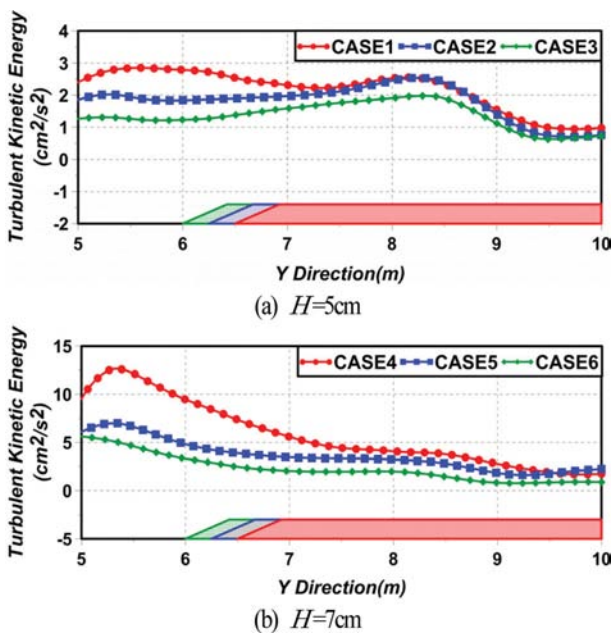 4
3
2
1
0
-1
-2
Turbulent Kinetic Energy
(cm2/s2)
CASE1 CASE2 CASE3
5 6 7 8 9 10
Y Direction(m)
(a) H=5cm
15
10
5
0
-5
Turbulent Kinetic Energy
(cm2/s2)
CASE4 CASE5 CASE6
5 6 7 8 9 10
Y Direction(m)
(b) H=7cm